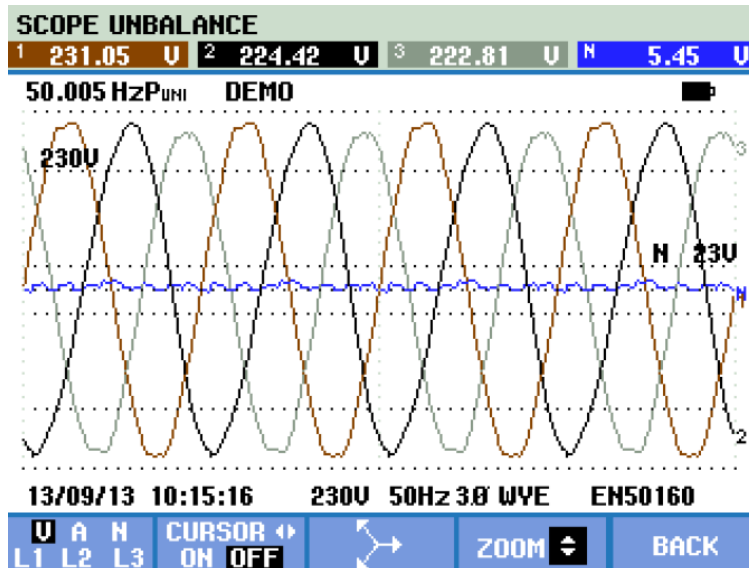 SCOPE UNBALANCE
1 231.05 V 2 224.42 V 3 222.81 V N 5.45 V
50.005 Hz PUNI DEMO
230V
3
N 23V
N
2
13/09/13 10:15:16 230V 50Hz 3Ø WYE EN50160
V A N CURSOR ZOOM BACK
L1 L2 L3 ON OFF